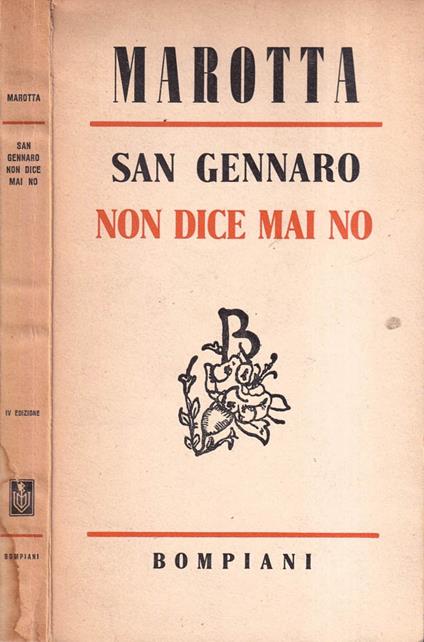 MAROTTA
SAN
GENNARO
NON DICE
MAI NO
IV EDIZIONE
BOMPIANI
MAROTTA
SAN GENNARO
NON DICE MAI NO
B
BOMPIANI